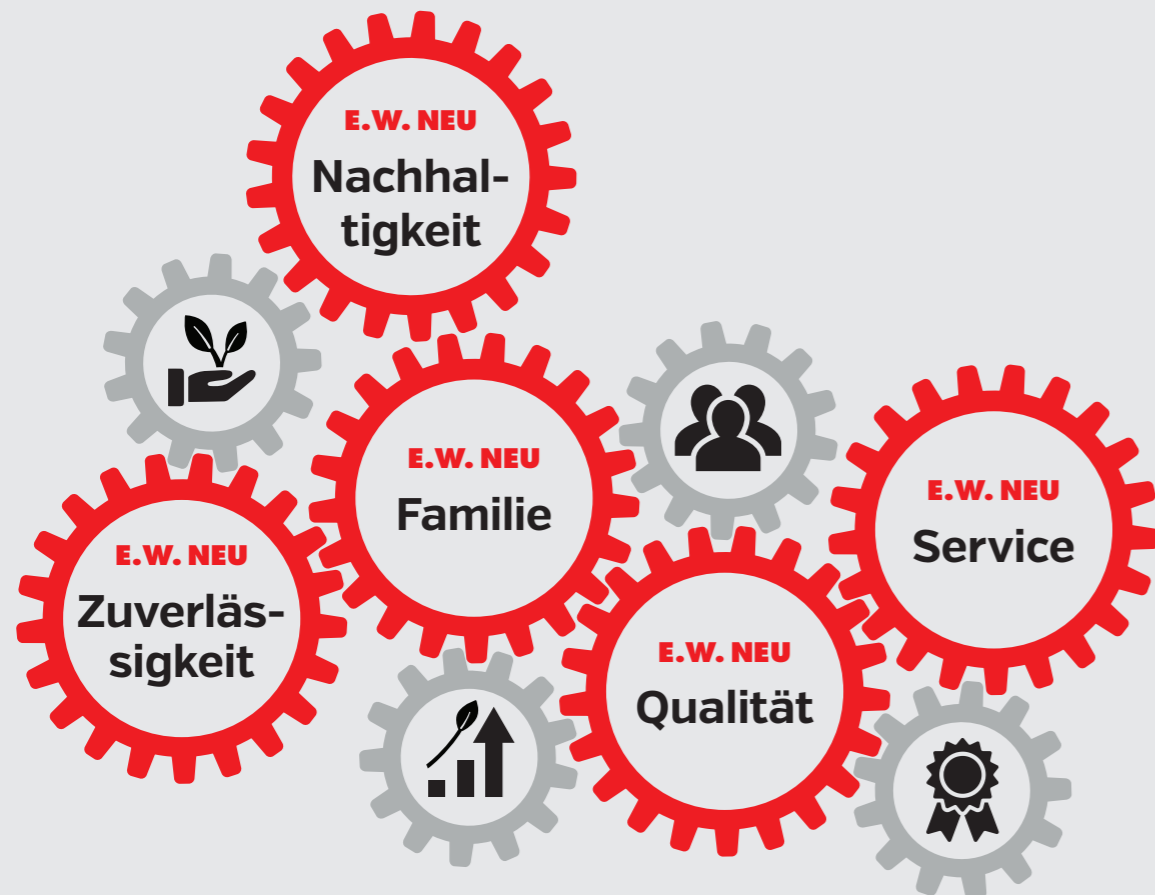 E.W. NEU
Nachhal-
tigkeit
E.W. NEU
Familie
E.W. NEU
Service
E.W. NEU
Zuverläs-
sigkeit
E.W. NEU
Qualität